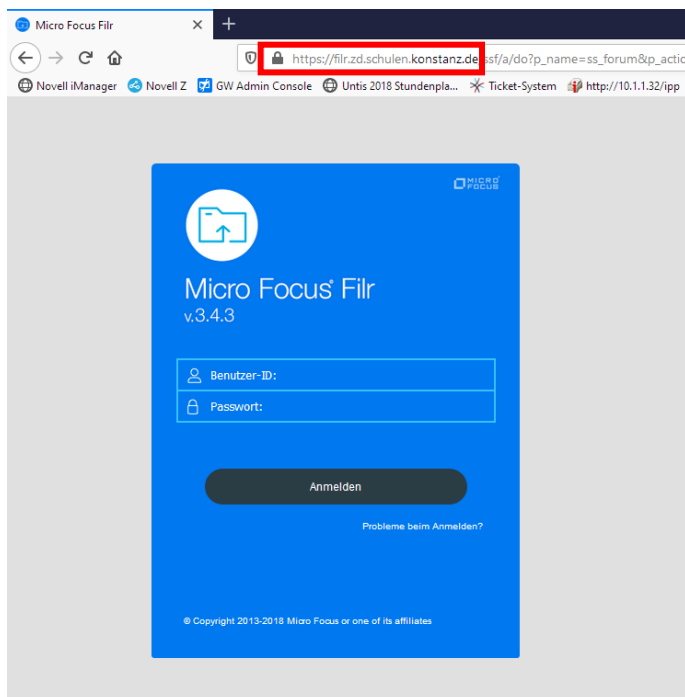 Micro Focus Filr
https://filr.zd.schulen.konstanz.de/ssf/a/do?p_name=ss_forum&p_actio
Novell iManager Novell Z GW Admin Console Untis 2018 Stundenpla... Ticket-System http://10.1.1.32/ipp
MICRO
FOCUS
Micro Focus® Filr
v.3.4.3
Benutzer-ID:
Passwort:
Anmelden
Probleme beim Anmelden?
© Copyright 2013-2018 Micro Focus or one of its affiliates